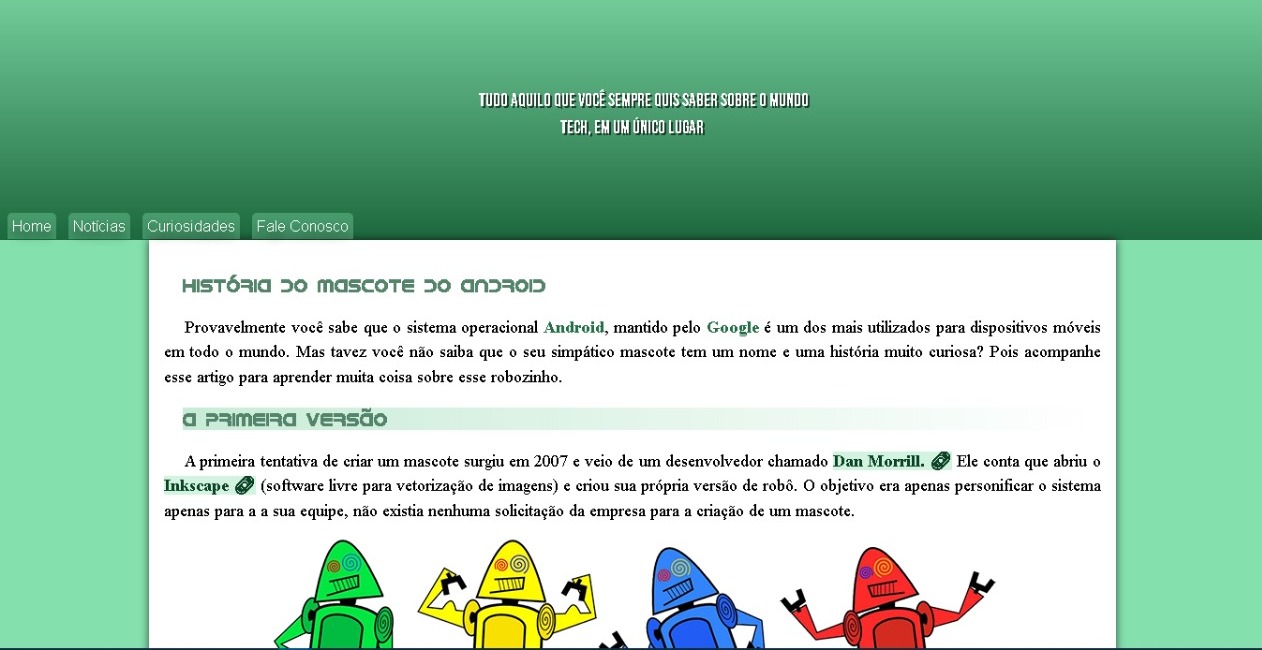 TUDO AQUILO QUE VOCÊ SEMPRE QUIS SABER SOBRE O MUNDO
TECH, EM UM ÚNICO LUGAR
Home Notícias Curiosidades Fale Conosco
História do Mascote do Android
Provavelmente você sabe que o sistema operacional Android, mantido pelo Google é um dos mais utilizados para dispositivos móveis
em todo o mundo. Mas tavez você não saiba que o seu simpático mascote tem um nome e uma história muito curiosa? Pois acompanhe
esse artigo para aprender muita coisa sobre esse robozinho.
A primeira versão
A primeira tentativa de criar um mascote surgiu em 2007 e veio de um desenvolvedor chamado Dan Morrill. Ele conta que abriu o
Inkscape (software livre para vetorização de imagens) e criou sua própria versão de robô. O objetivo era apenas personificar o sistema
apenas para a a sua equipe, não existia nenhuma solicitação da empresa para a criação de um mascote.